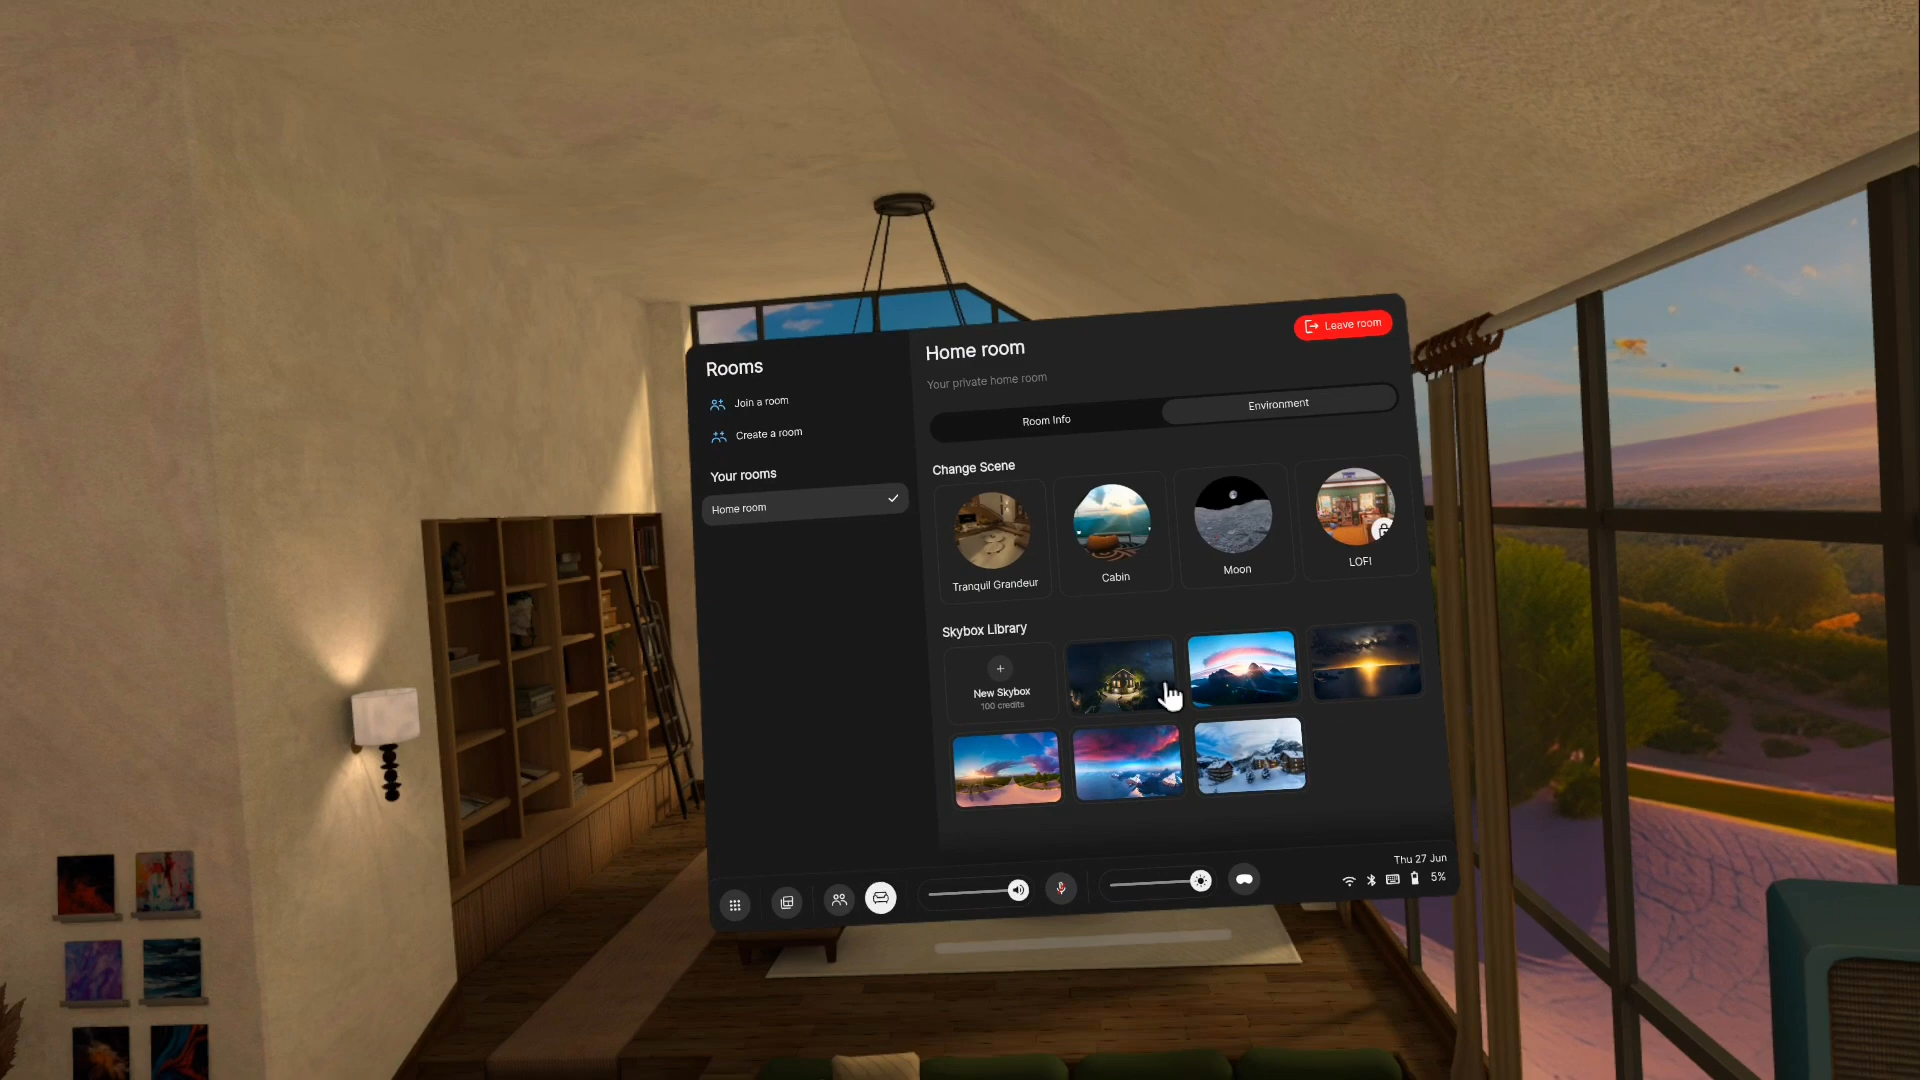 Rooms
Join a room
Create a room
Your rooms
Home room
Home room
Leave room
Your private home room
Room Info
Environment
Change Scene
Tranquil Grandeur
Cabin
Moon
LOFI
Skybox Library
New Skybox
100 credits
Thu 27 Jun
5%